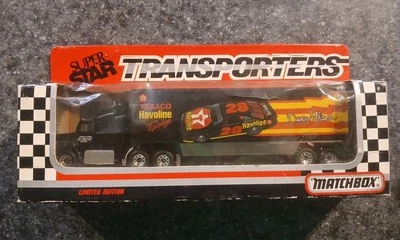 SUPER
STAR
TRANSPORTERS
TEXACO
Havoline
Racing
28
28
Havoline
LIMITED EDITION
MATCHBOX